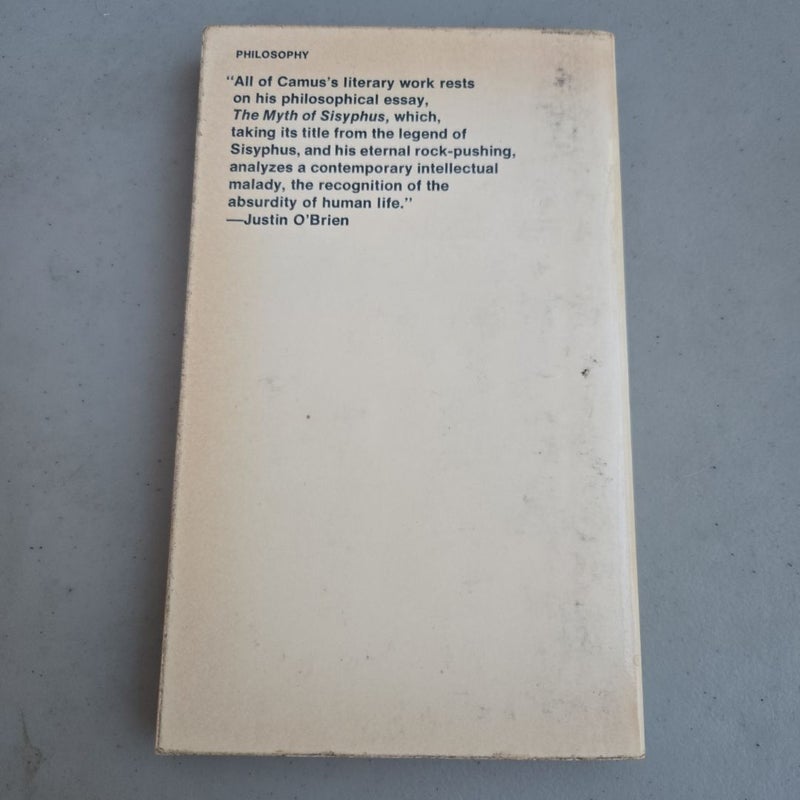 PHILOSOPHY
“All of Camus’s literary work rests
on his philosophical essay,
The Myth of Sisyphus, which,
taking its title from the legend of
Sisyphus, and his eternal rock-pushing,
analyzes a contemporary intellectual
malady, the recognition of the
absurdity of human life.”
—Justin O’Brien